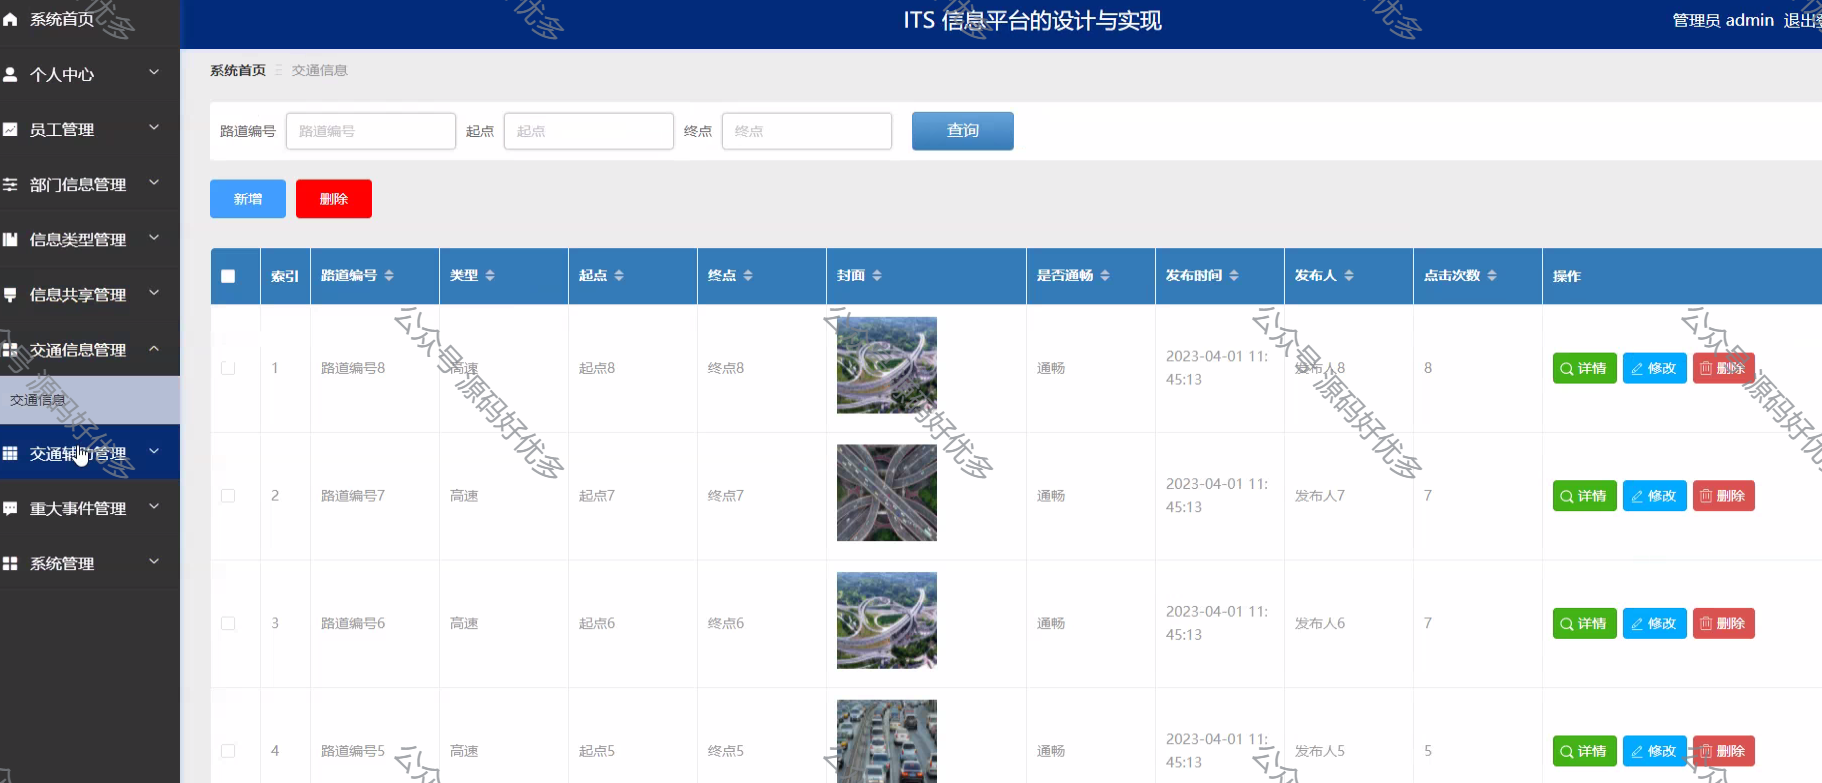 系统首页
ITS 信息平台的设计与实现
管理员 admin 退出
个人中心
系统首页 交通信息
员工管理
路道编号 路道编号 起点 起点 终点 终点 查询
部门信息管理
新增 删除
信息类型管理
索引 路道编号 类型 起点 终点 封面 是否通畅 发布时间 发布人 点击次数 操作
信息共享管理
交通信息管理
交通信息
交通辅助管理
重大事件管理
系统管理
1 路道编号8 高速 起点8 终点8 通畅 2023-04-01 11:
45:13 发布人8 8 详情 修改 删除
2 路道编号7 高速 起点7 终点7 通畅 2023-04-01 11:
45:13 发布人7 7 详情 修改 删除
3 路道编号6 高速 起点6 终点6 通畅 2023-04-01 11:
45:13 发布人6 7 详情 修改 删除
4 路道编号5 高速 起点5 终点5 通畅 2023-04-01 11:
45:13 发布人5 5 详情 修改 删除
公众号 源码好优多
公众号 源码好优多